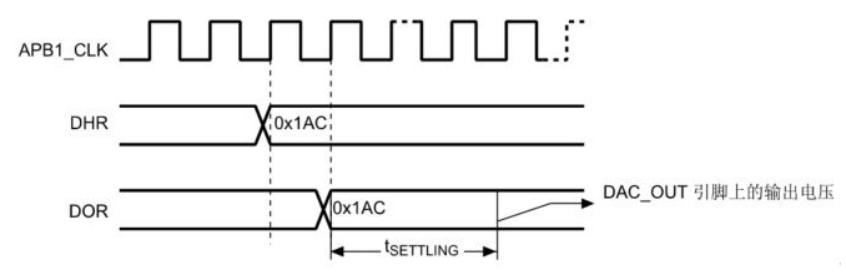 APB1_CLK
DHR
0x1AC
DOR
0x1AC
DAC_OUT 引脚上的输出电压
tSETTLING